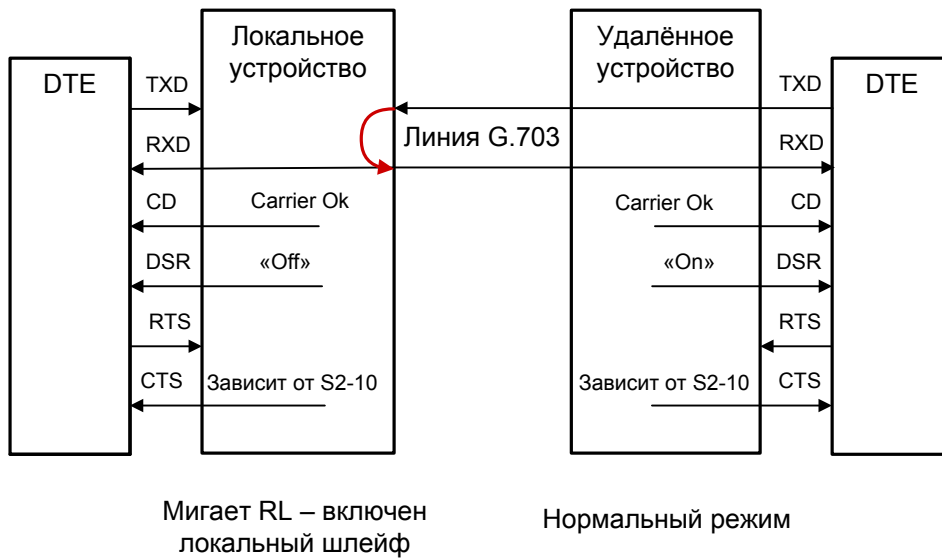 Локальное
устройство
Удалённое
устройство
DTE
TXD
TXD
DTE
Линия G.703
RXD
RXD
CD
Carrier Ok
Carrier Ok
CD
DSR
«Off»
«On»
DSR
RTS
RTS
CTS
Зависит от S2-10
Зависит от S2-10
CTS
Мигает RL – включен
локальный шлейф
Нормальный режим